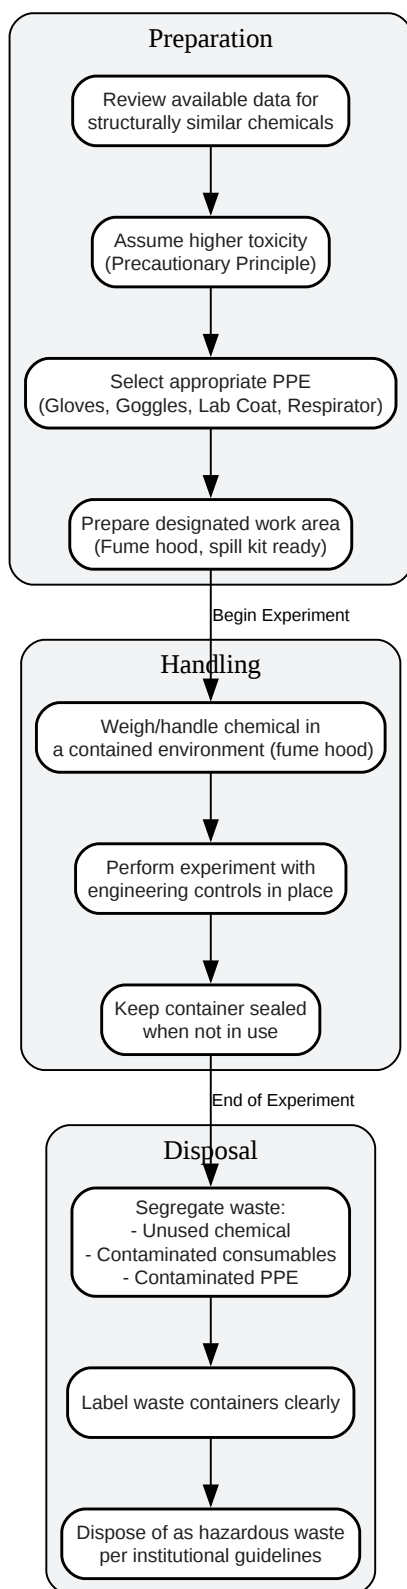 Preparation
Review available data for
structurally similar chemicals
Assume higher toxicity
(Precautionary Principle)
Select appropriate PPE
(Gloves, Goggles, Lab Coat, Respirator)
Prepare designated work area
(Fume hood, spill kit ready)
Begin Experiment
Handling
Weigh/handle chemical in
a contained environment (fume hood)
Perform experiment with
engineering controls in place
Keep container sealed
when not in use
End of Experiment
Disposal
Segregate waste:
- Unused chemical
- Contaminated consumables
- Contaminated PPE
Label waste containers clearly
Dispose of as hazardous waste
per institutional guidelines